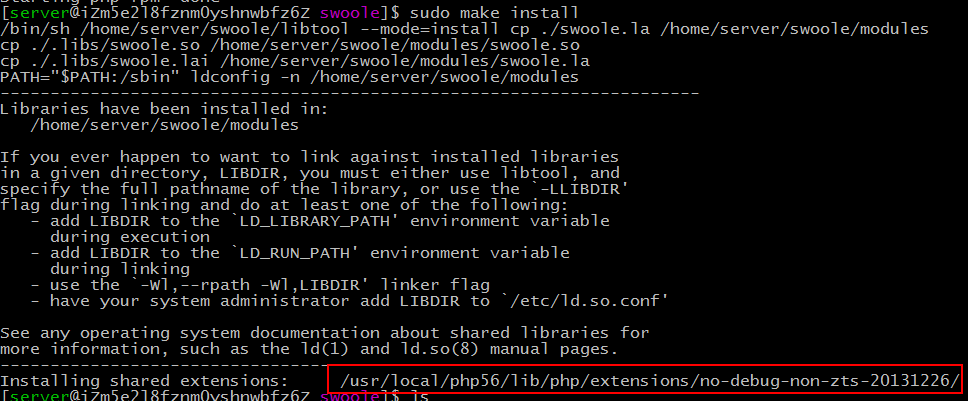 Starting php-fpm done
[server@iZm5e2l8fznm0yshnwbfz6Z swoole]$ sudo make install
/bin/sh /home/server/swoole/libtool --mode=install cp ./swoole.la /home/server/swoole/modules
cp ./.libs/swoole.so /home/server/swoole/modules/swoole.so
cp ./.libs/swoole.lai /home/server/swoole/modules/swoole.la
PATH="$PATH:/sbin" ldconfig -n /home/server/swoole/modules
----------------------------------------------------------------------
Libraries have been installed in:
   /home/server/swoole/modules

If you ever happen to want to link against installed libraries
in a given directory, LIBDIR, you must either use libtool, and
specify the full pathname of the library, or use the `-LLIBDIR'
flag during linking and do at least one of the following:
   - add LIBDIR to the `LD_LIBRARY_PATH' environment variable
     during execution
   - add LIBDIR to the `LD_RUN_PATH' environment variable
     during linking
   - use the `-Wl,--rpath -Wl,LIBDIR' linker flag
   - have your system administrator add LIBDIR to `/etc/ld.so.conf'

See any operating system documentation about shared libraries for
more information, such as the ld(1) and ld.so(8) manual pages.
----------------------------------------------------------------------
Installing shared extensions:     /usr/local/php56/lib/php/extensions/no-debug-non-zts-20131226/
[server@iZm5e2l8fznm0yshnwbfz6Z swoole]$ ls